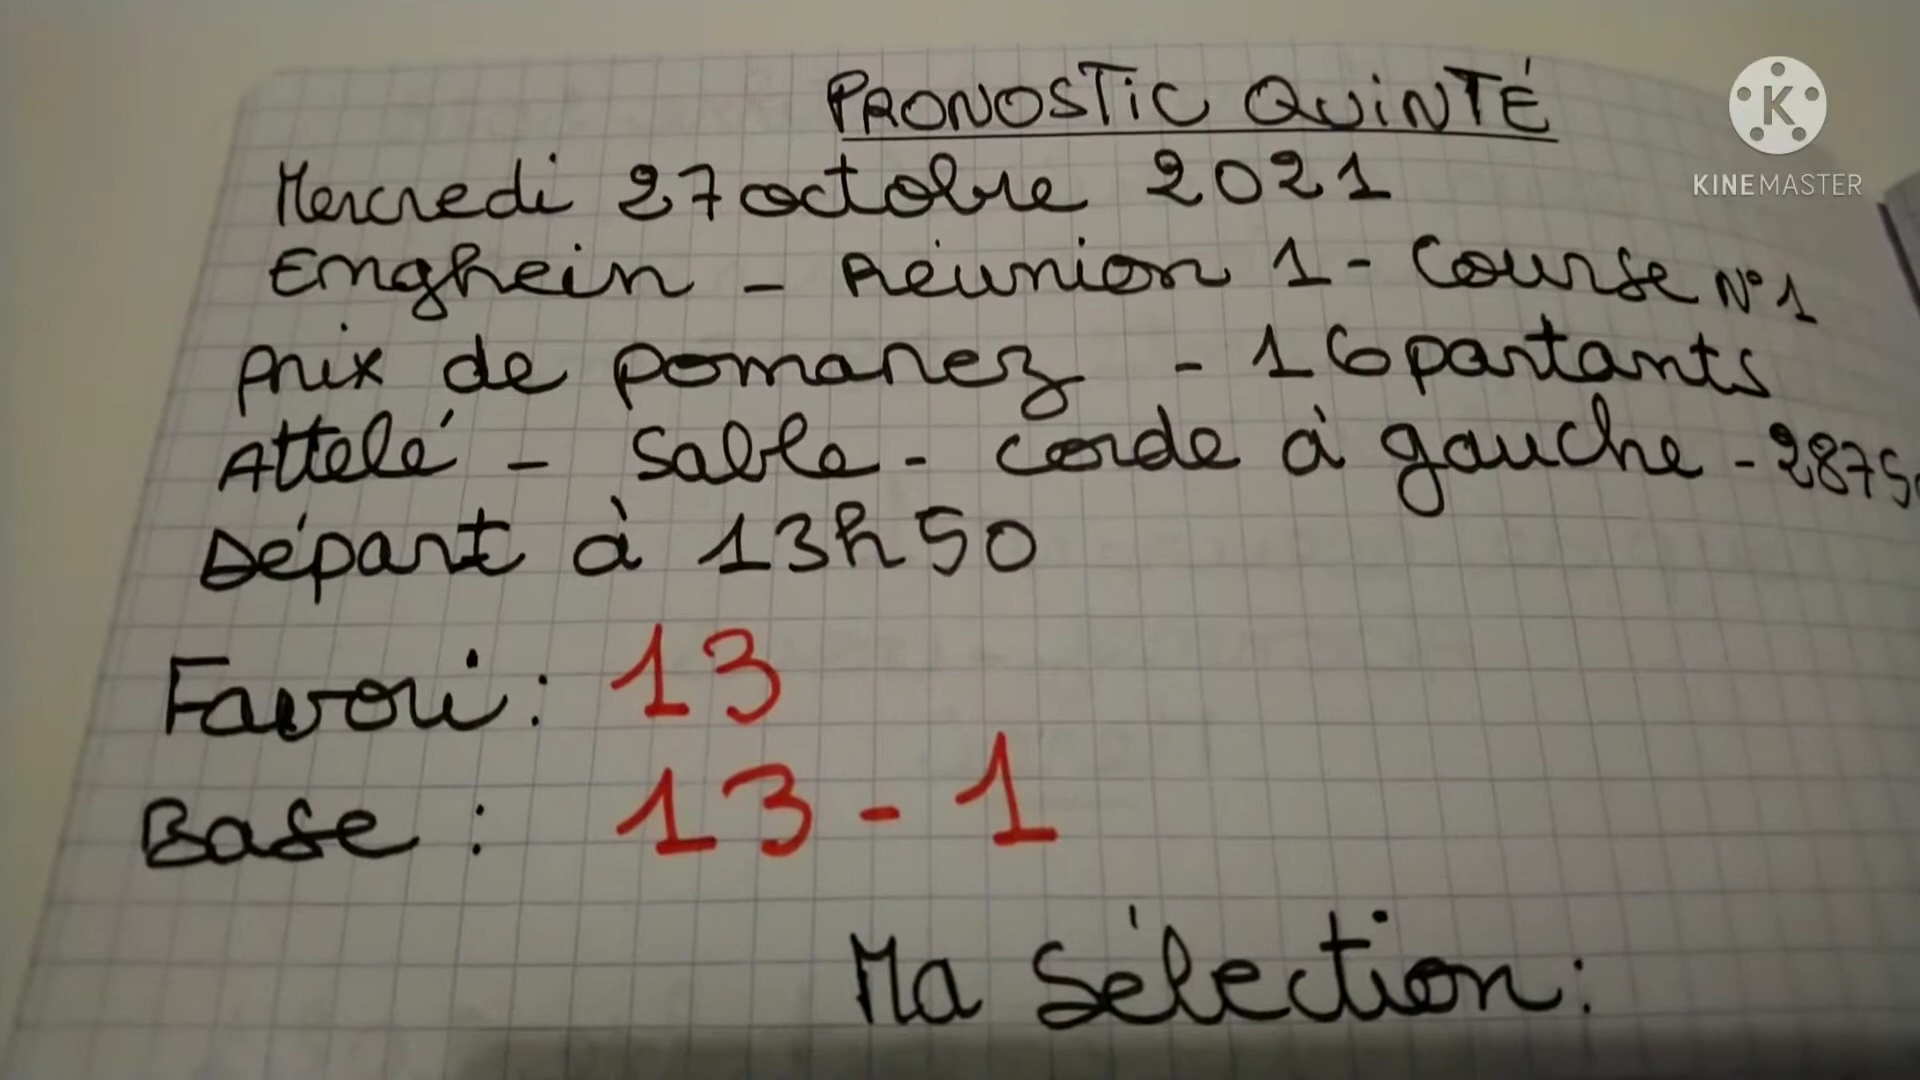 PRONOSTIC QUINTÉ
Mercredi 27 octobre 2021
Enghein - Réunion 1 - Course N°1
prix de pomarez - 16 partants
Attelé - Sable - corde à gauche - 2875
Départ à 13h50
Favori : 13
Base : 13 - 1
Ma Sélection :
K
KINEMASTER